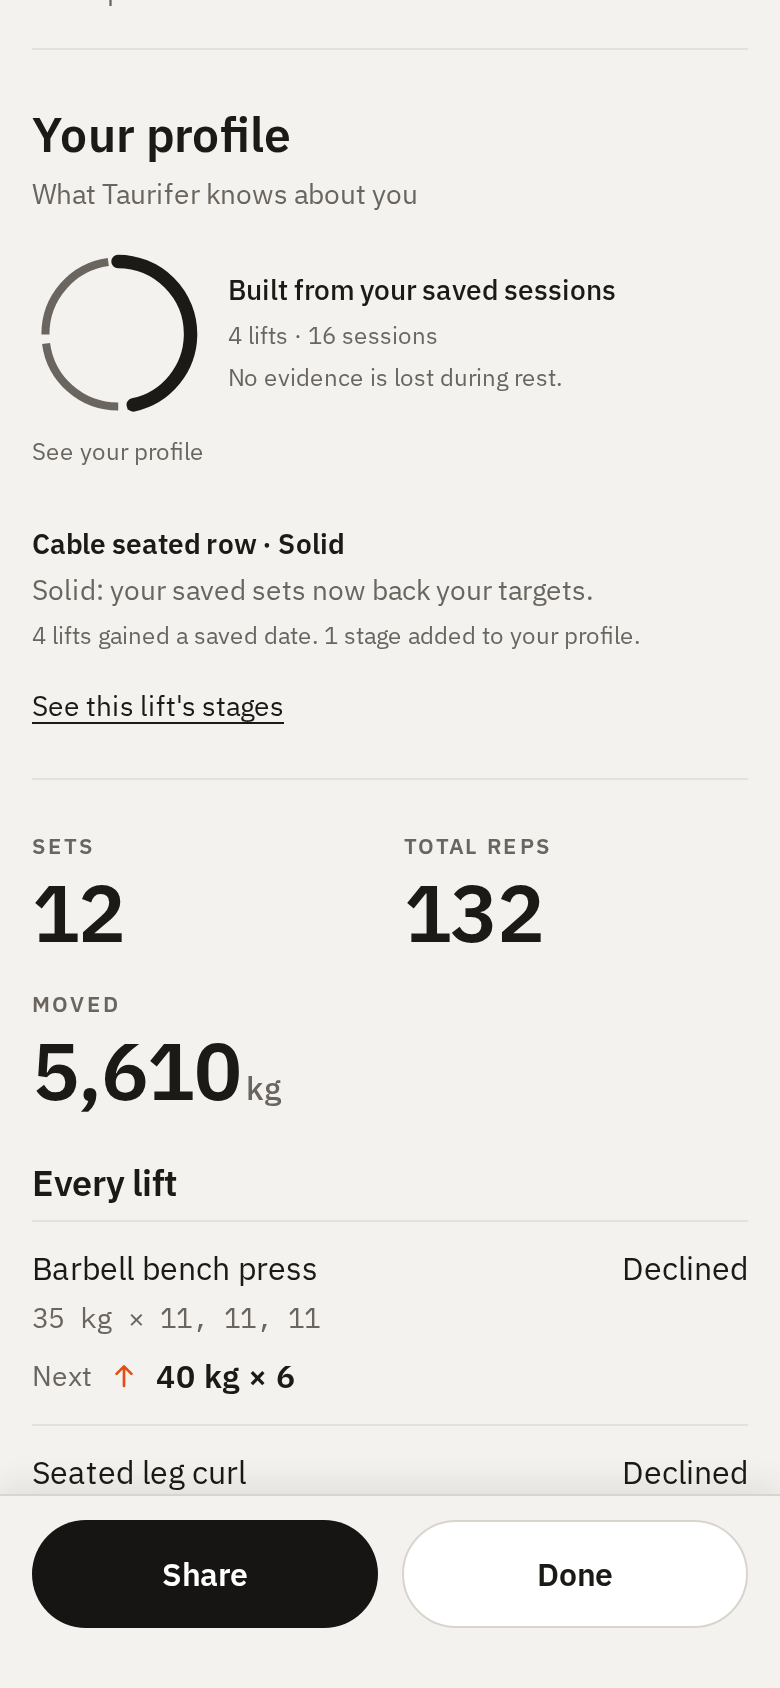 Your profile
What Taurifer knows about you
Built from your saved sessions
4 lifts · 16 sessions
No evidence is lost during rest.
See your profile
Cable seated row · Solid
Solid: your saved sets now back your targets.
4 lifts gained a saved date. 1 stage added to your profile.
See this lift's stages
SETS
12
TOTAL REPS
132
MOVED
5,610 kg
Every lift
Barbell bench press
Declined
35 kg × 11, 11, 11
Next ↑ 40 kg × 6
Seated leg curl
Declined
Share
Done